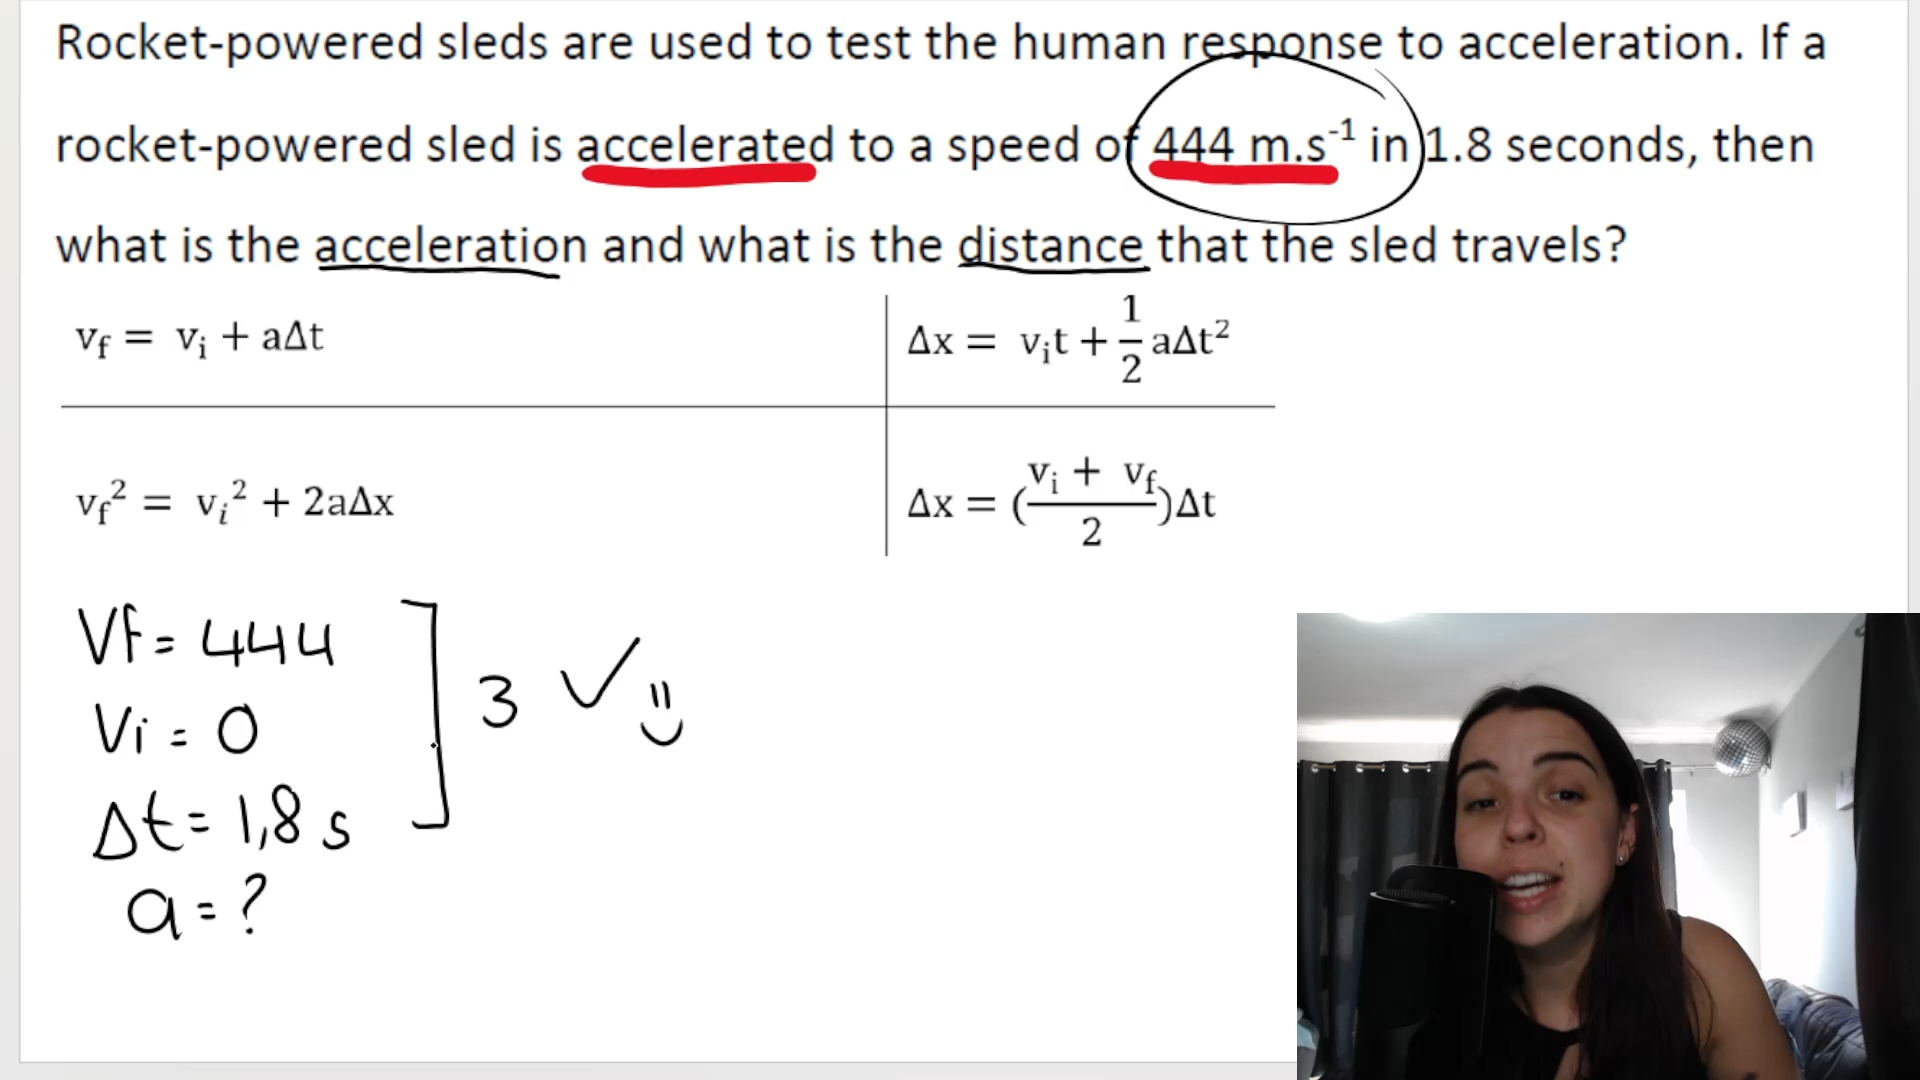 Rocket-powered sleds are used to test the human response to acceleration. If a
rocket-powered sled is accelerated to a speed of 444 m.s⁻¹ in 1.8 seconds, then
what is the acceleration and what is the distance that the sled travels?
v_f = v_i + aΔt
Δx = v_it + 1/2 aΔt²
v_f² = v_i² + 2aΔx
Δx = ((v_i + v_f)/2)Δt
Vf = 444
Vi = 0
Δt = 1,8 s
a = ?
3 ✓